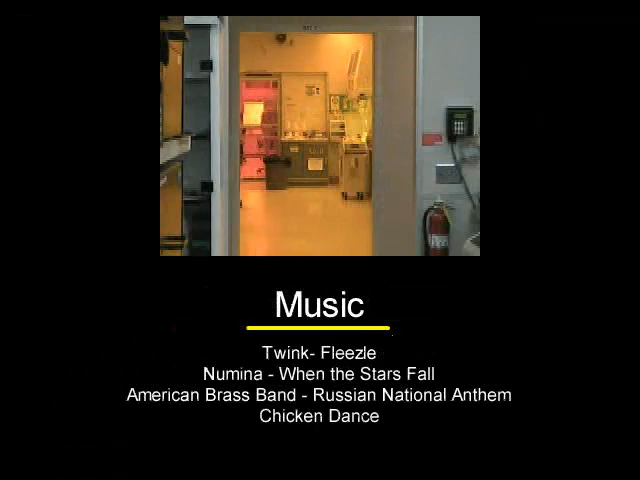 Music
Twink- Fleezle
Numina - When the Stars Fall
American Brass Band - Russian National Anthem
Chicken Dance